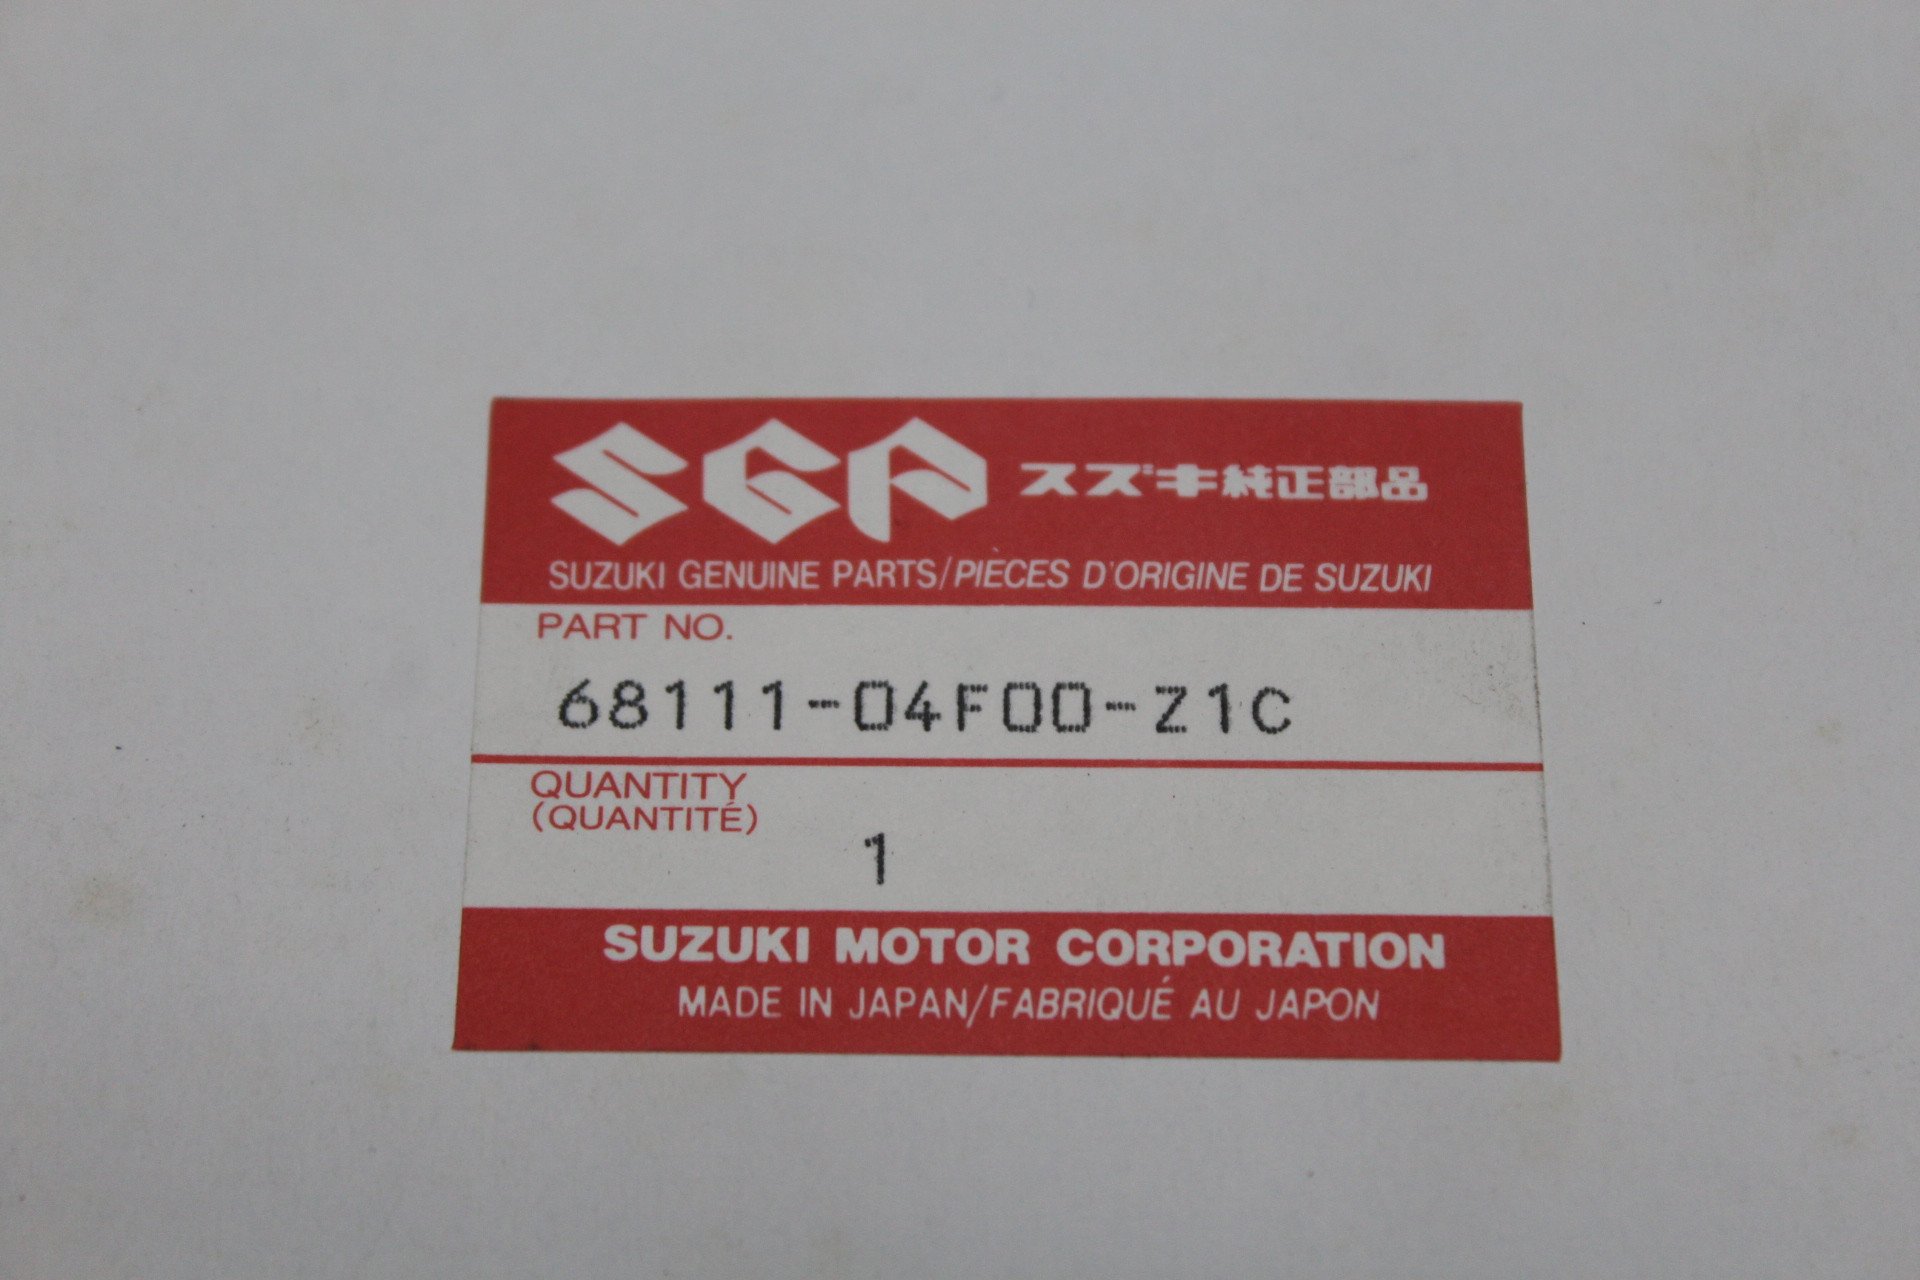 SGP スズキ純正部品
SUZUKI GENUINE PARTS/PIÈCES D'ORIGINE DE SUZUKI
PART NO.
68111-04F00-Z1C
QUANTITY
(QUANTITÉ)
1
SUZUKI MOTOR CORPORATION
MADE IN JAPAN/FABRIQUÉ AU JAPON